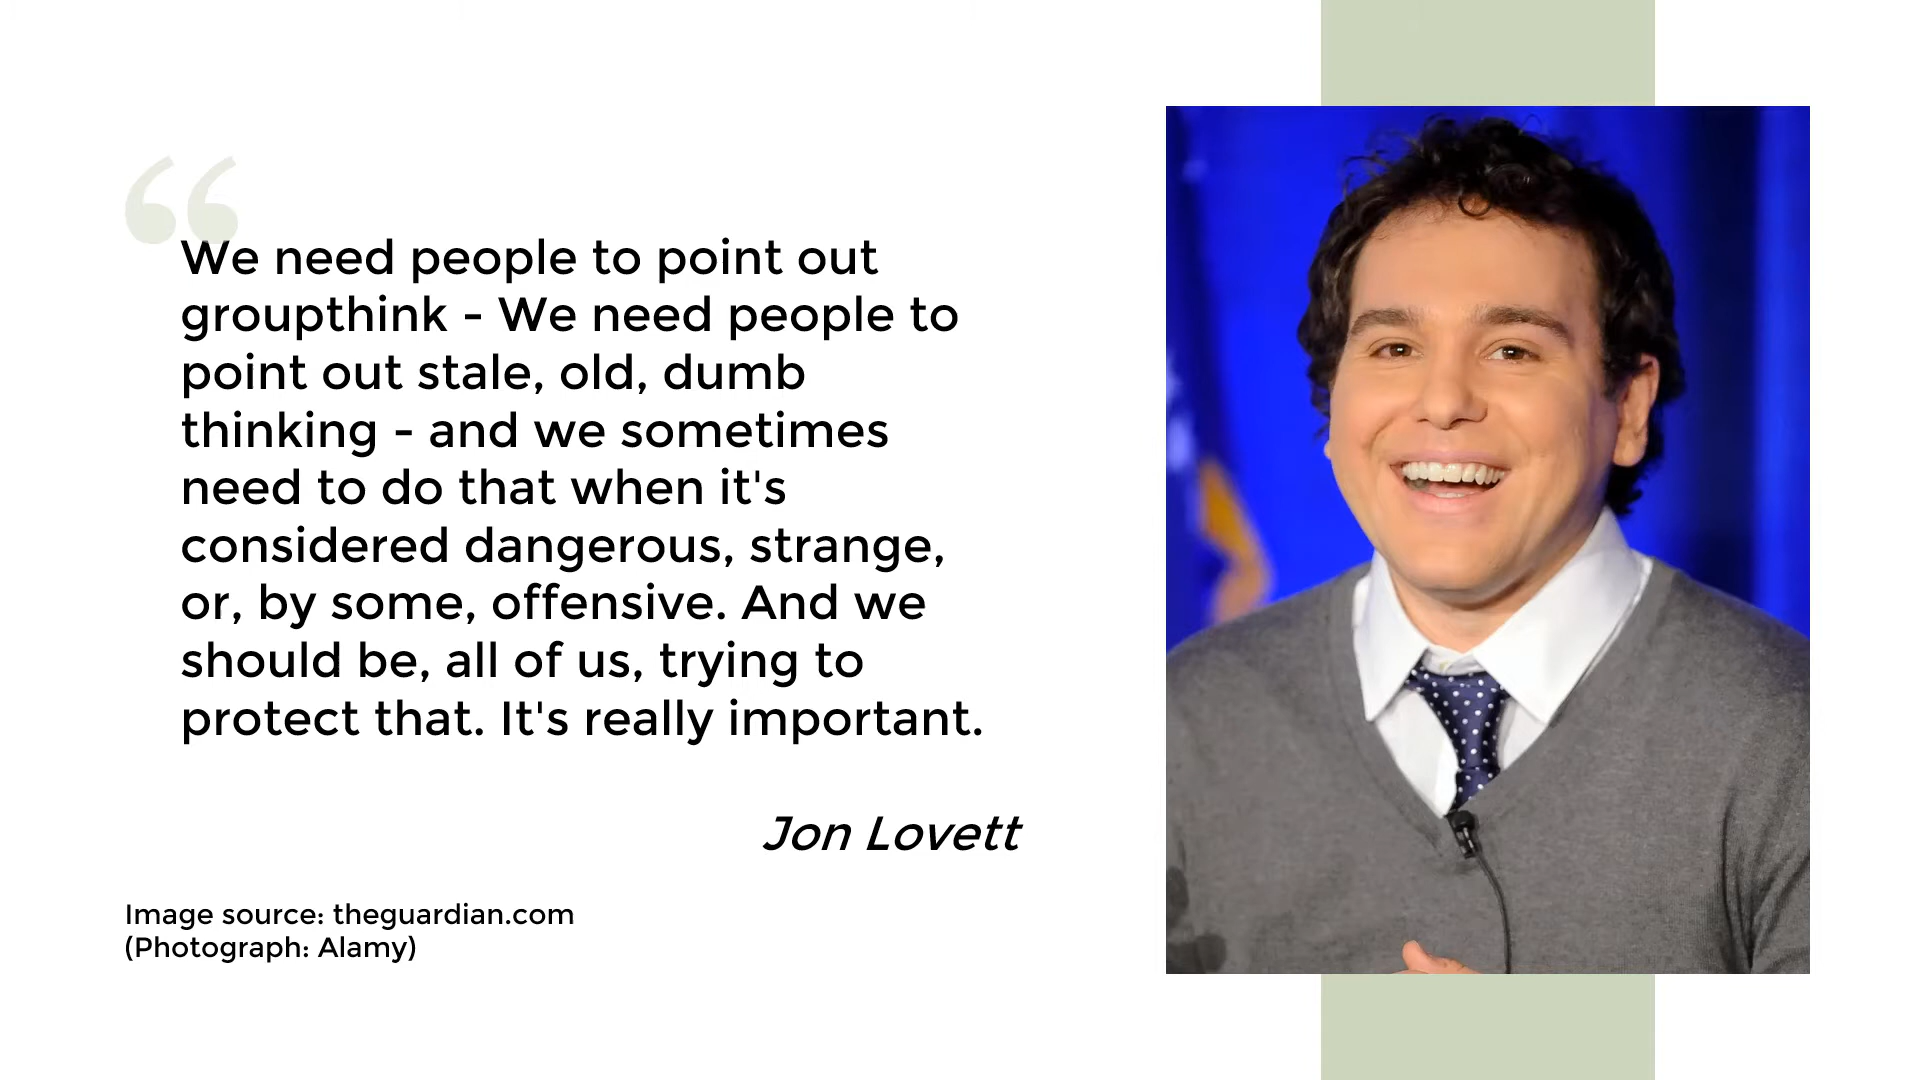 “
We need people to point out
groupthink - We need people to
point out stale, old, dumb
thinking - and we sometimes
need to do that when it's
considered dangerous, strange,
or, by some, offensive. And we
should be, all of us, trying to
protect that. It's really important.
Jon Lovett
Image source: theguardian.com
(Photograph: Alamy)